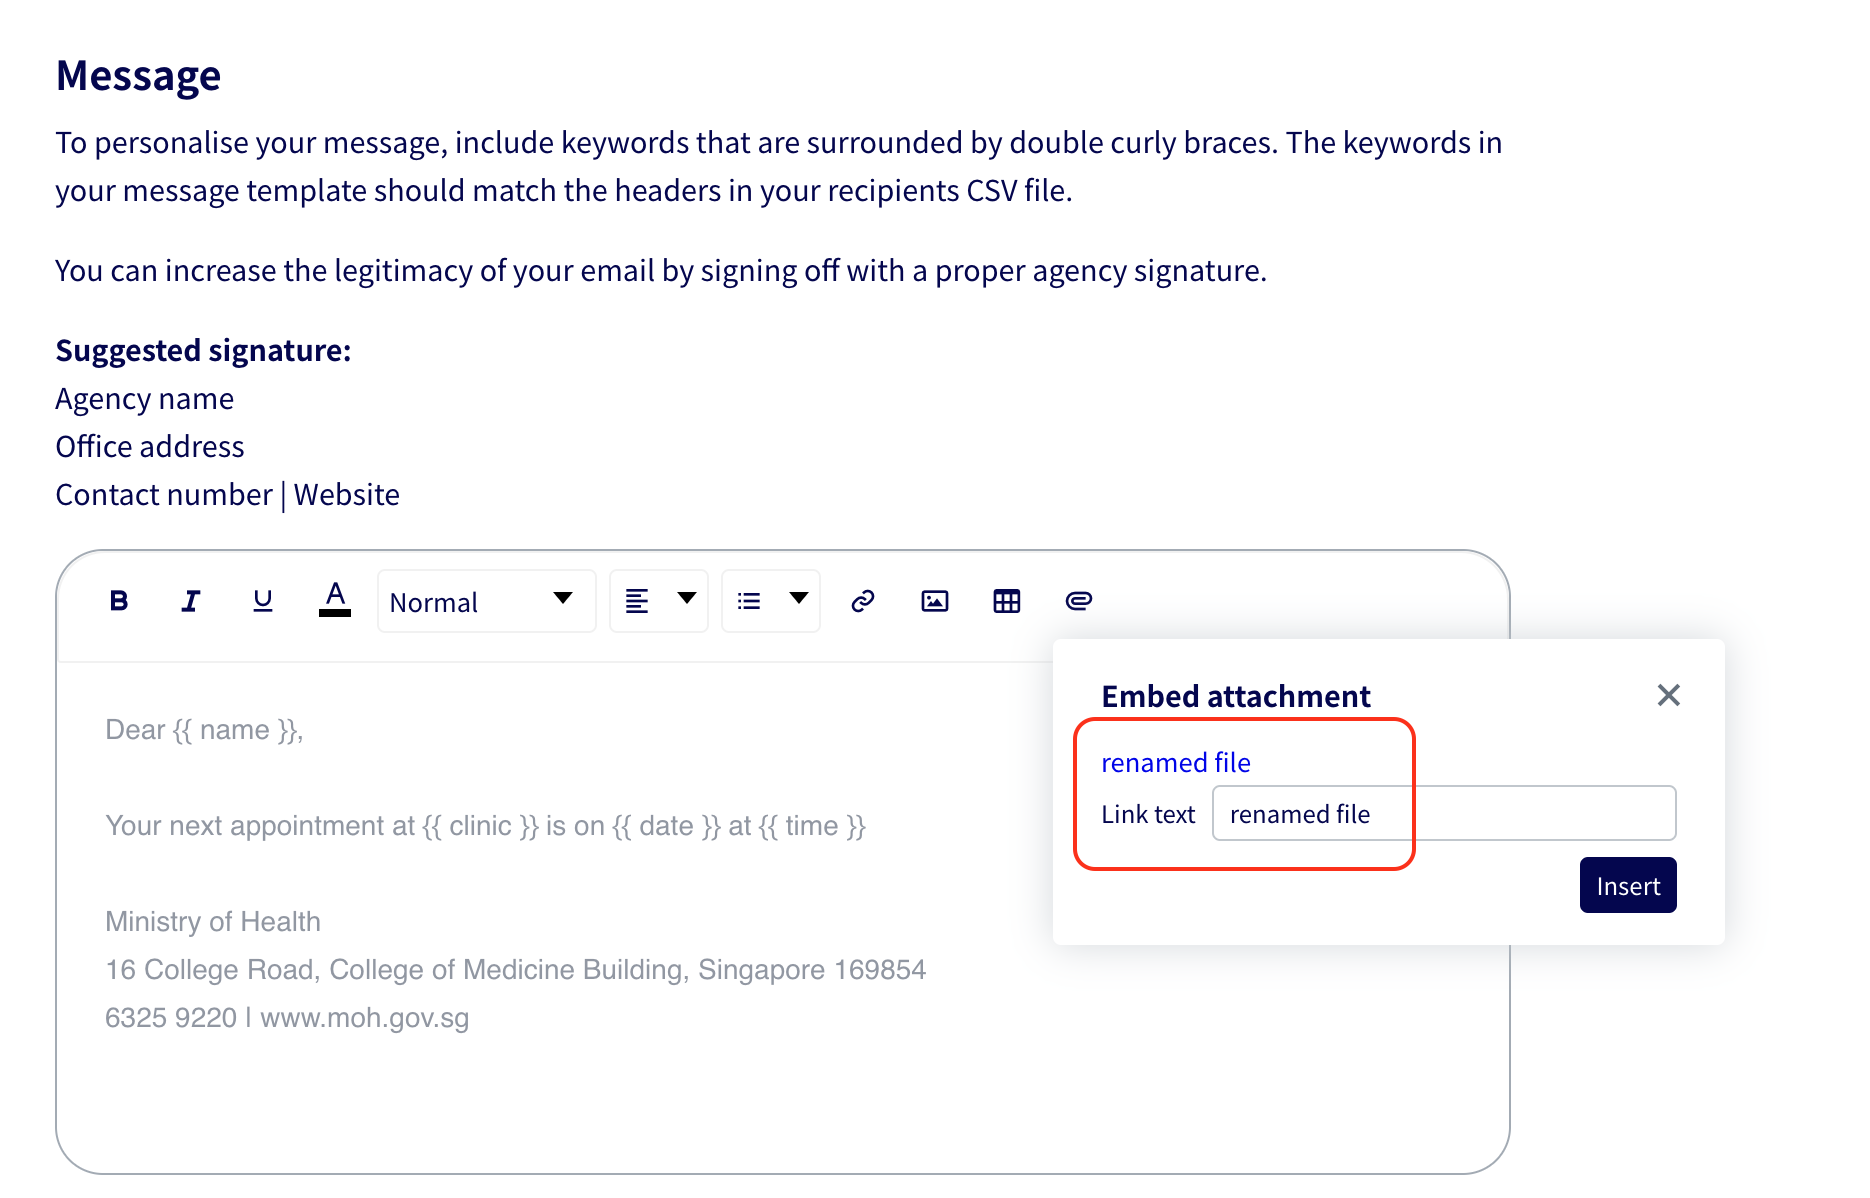 Message
To personalise your message, include keywords that are surrounded by double curly braces. The keywords in
your message template should match the headers in your recipients CSV file.
You can increase the legitimacy of your email by signing off with a proper agency signature.
Suggested signature:
Agency name
Office address
Contact number | Website
B I U A Normal
Embed attachment
renamed file
Link text renamed file
Insert
Dear {{ name }},
Your next appointment at {{ clinic }} is on {{ date }} at {{ time }}
Ministry of Health
16 College Road, College of Medicine Building, Singapore 169854
6325 9220 | www.moh.gov.sg